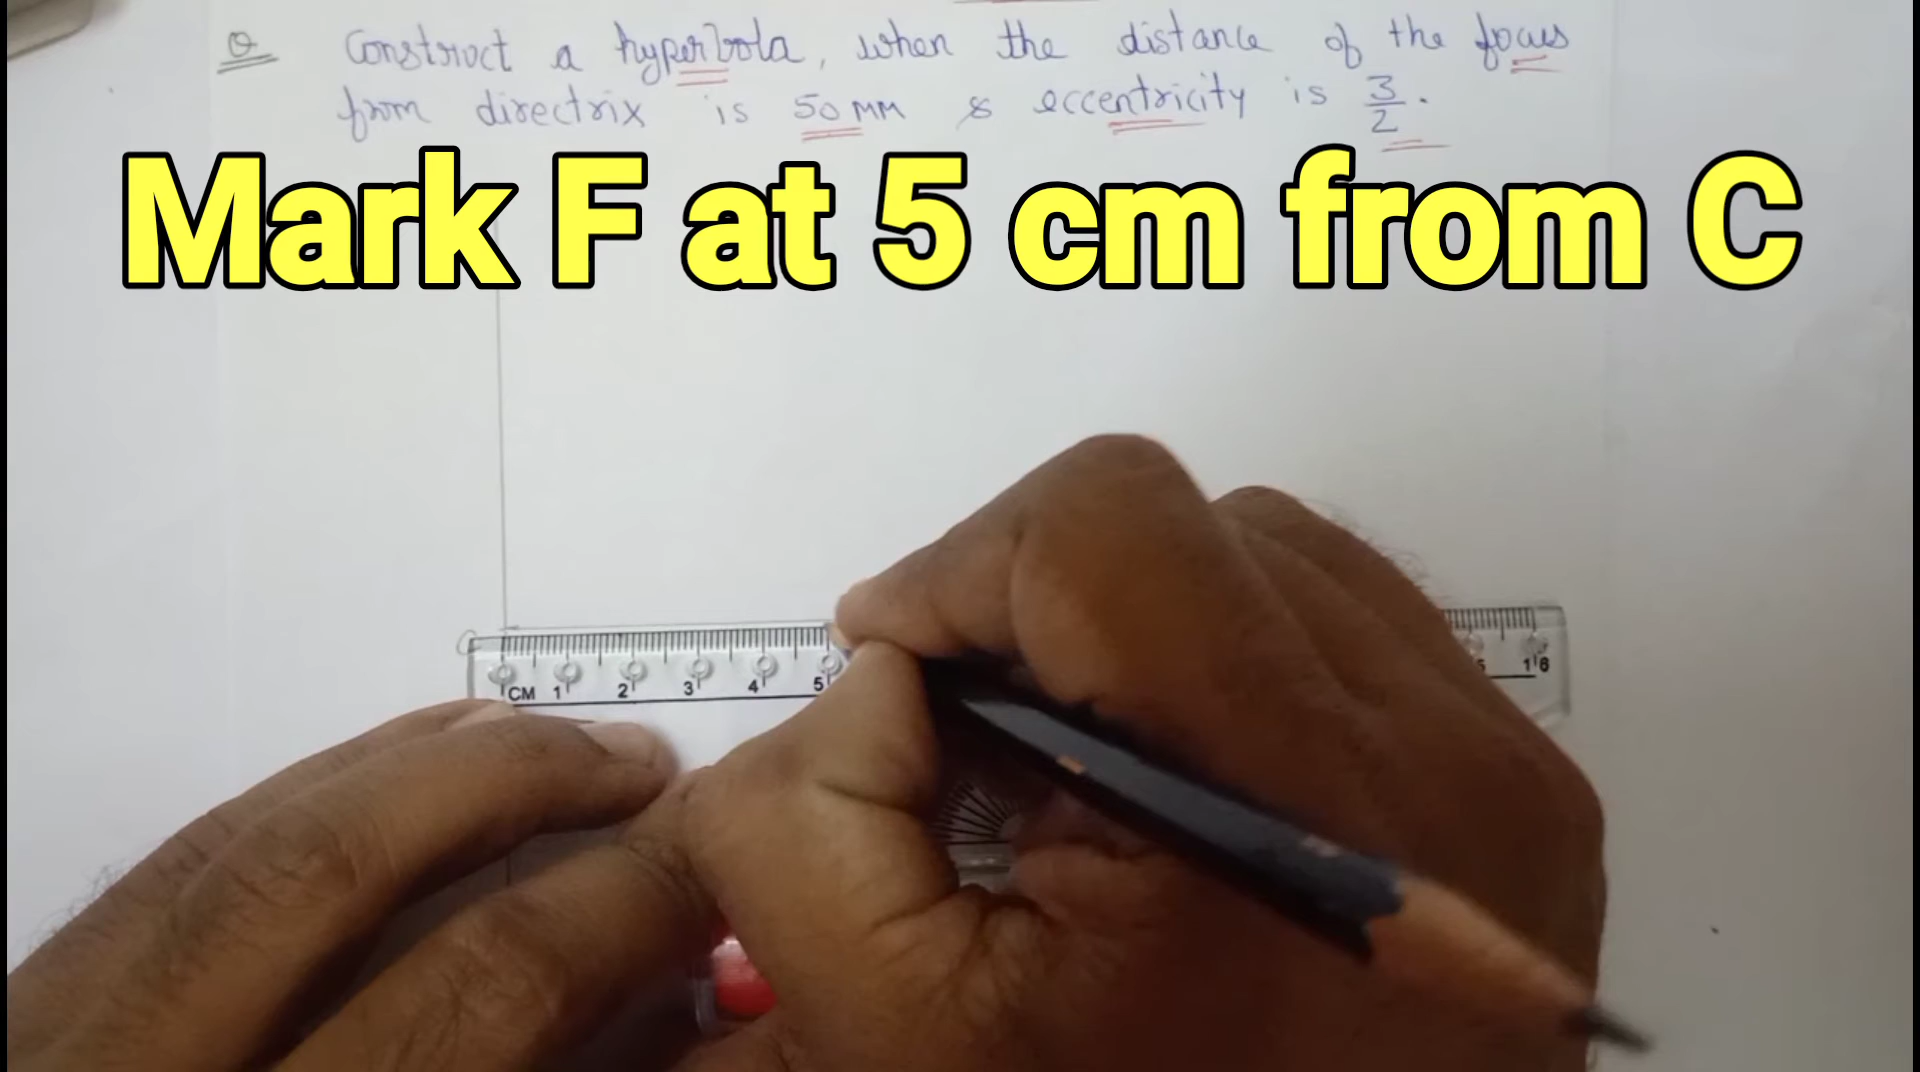 Q Construct a hyperbola, when the distance of the focus
from directrix is 50 MM & eccentricity is 3/2.
Mark F at 5 cm from C
C
CM 1 2 3 4 5 16